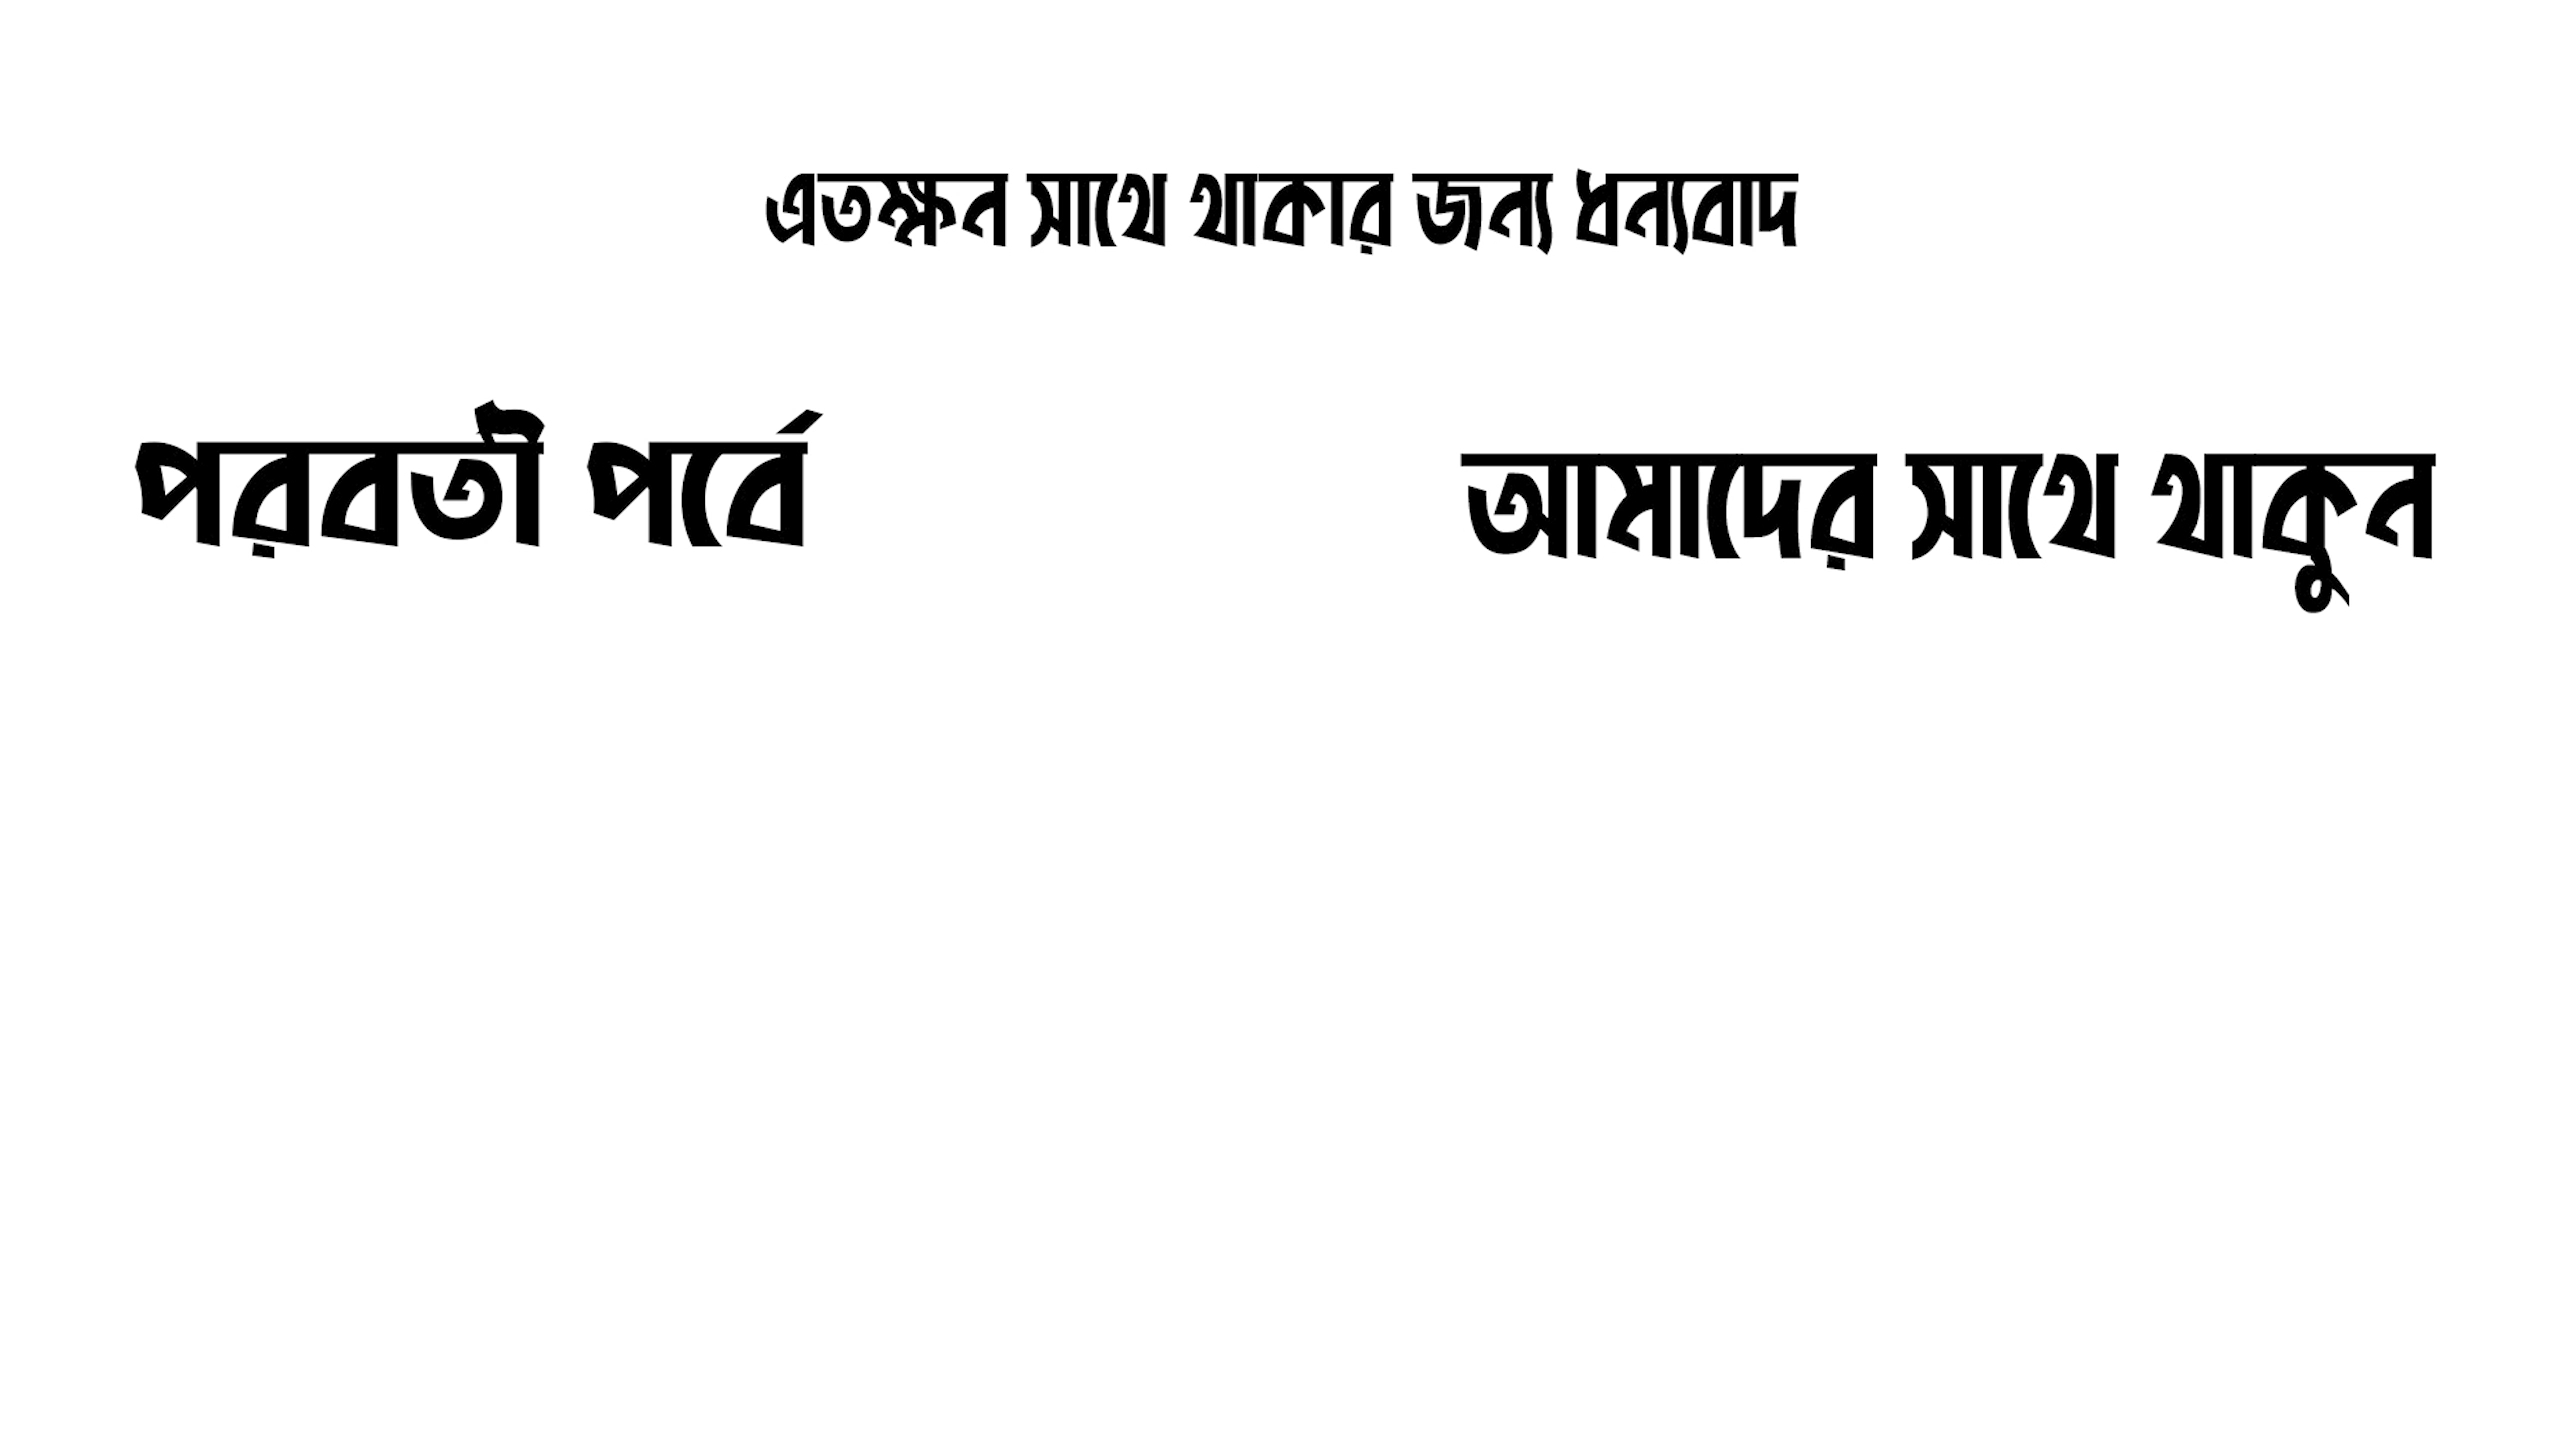 এতক্ষন সাথে থাকার জন্য ধন্যবাদ
পরবর্তী পর্বে
আমাদের সাথে থাকুন